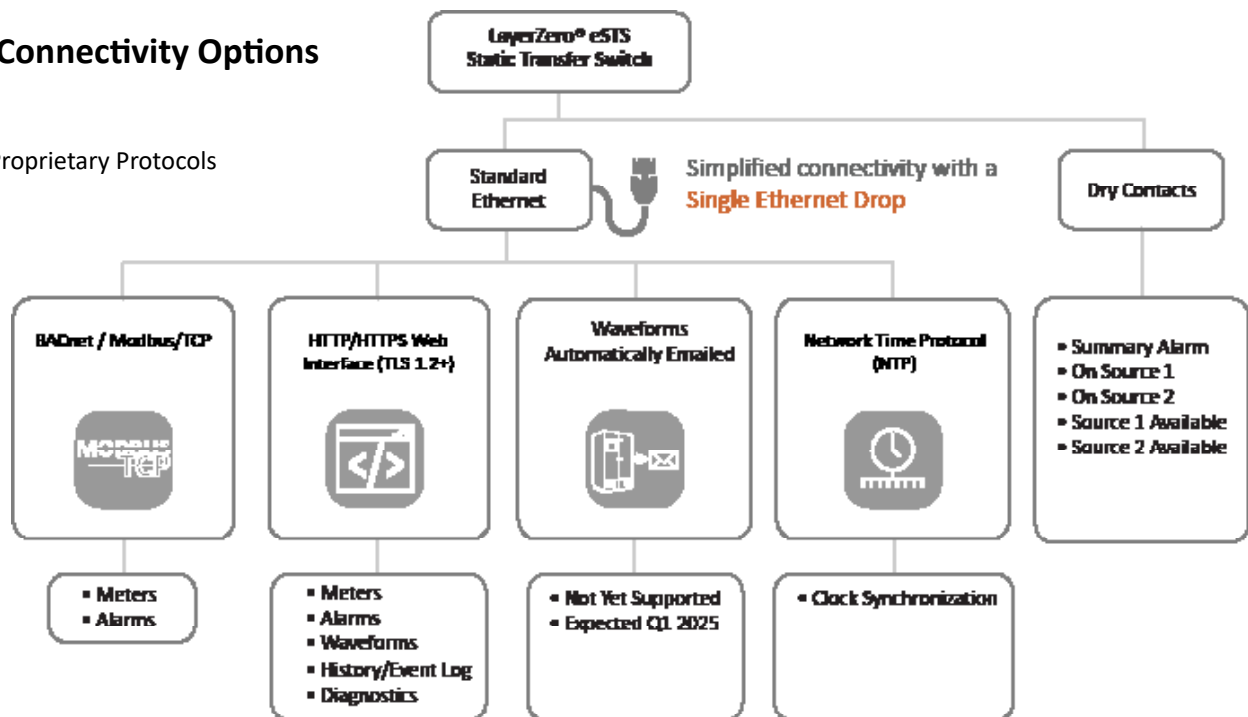 Connectivity Options
LayerZero® eSTS
Static Transfer Switch
Proprietary Protocols
Standard
Ethernet
Simplified connectivity with a
Single Ethernet Drop
Dry Contacts
BACnet / Modbus/TCP
MODBUS
TCP
HTTP/HTTPS Web
Interface (TLS 1.2+)
</>
Waveforms
Automatically Emailed
Network Time Protocol
(NTP)
▪ Summary Alarm
▪ On Source 1
▪ On Source 2
▪ Source 1 Available
▪ Source 2 Available
▪ Meters
▪ Alarms
▪ Meters
▪ Alarms
▪ Waveforms
▪ History/Event Log
▪ Diagnostics
▪ Not Yet Supported
▪ Expected Q1 2025
▪ Clock Synchronization